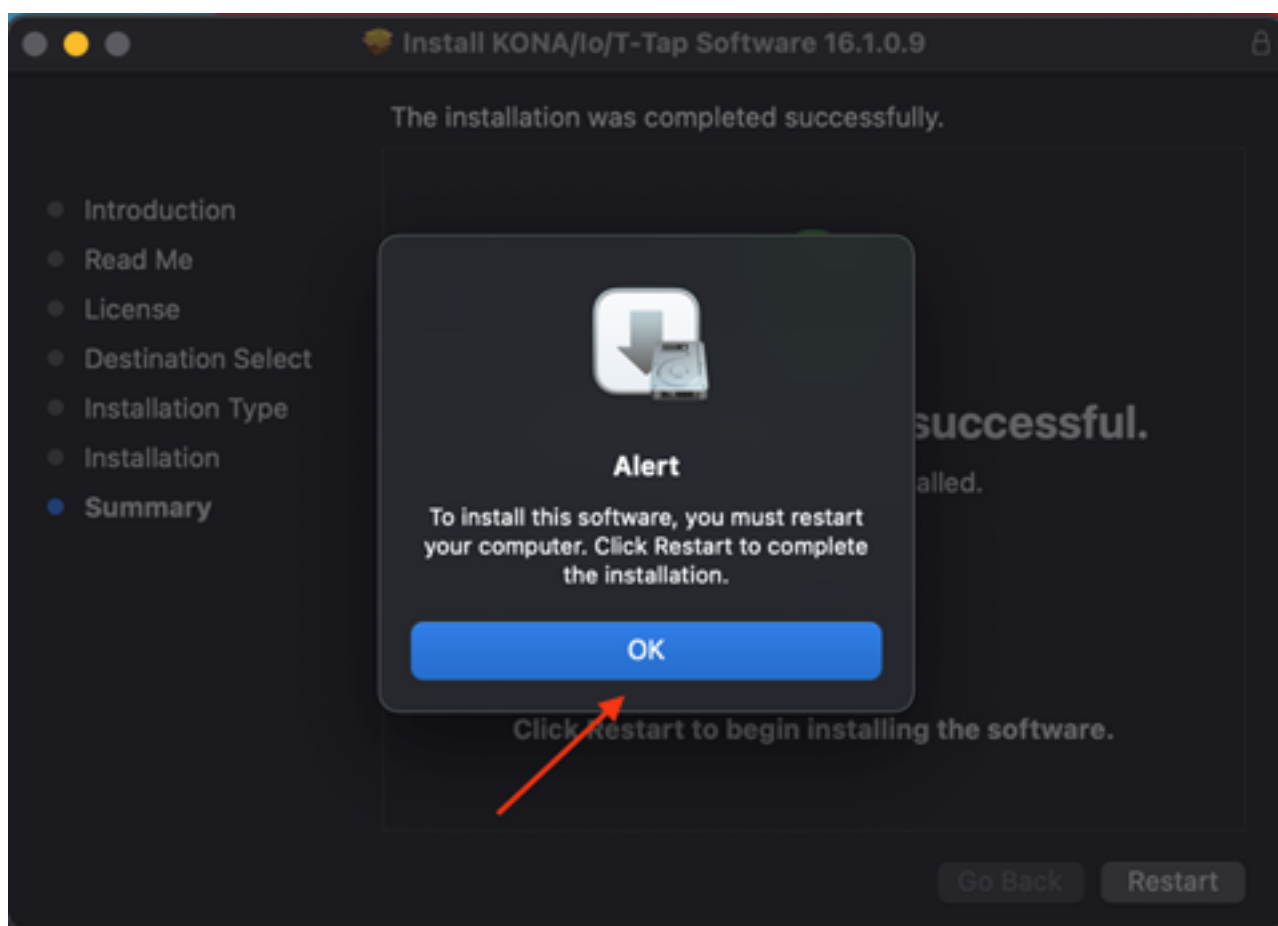 Install KONA/Io/T-Tap Software 16.1.0.9
The installation was completed successfully.
Introduction
Read Me
License
Destination Select
Installation Type
Installation
Summary
successful.
alled.
Alert
To install this software, you must restart
your computer. Click Restart to complete
the installation.
OK
Click Restart to begin installing the software.
Go Back
Restart